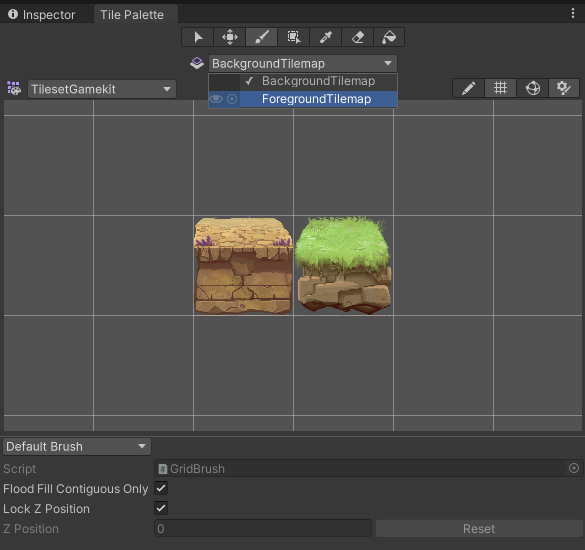 Inspector
Tile Palette
BackgroundTilemap
BackgroundTilemap
ForegroundTilemap
TilesetGamekit
Default Brush
Script
GridBrush
Flood Fill Contiguous Only
Lock Z Position
Z Position
0
Reset